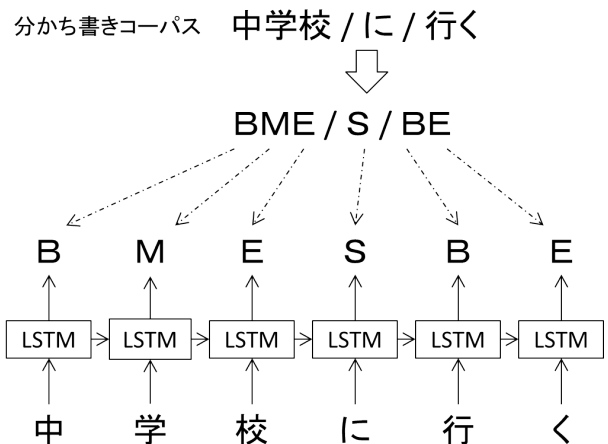 分かち書きコーパス 中学校 / に / 行く
BME / S / BE
B M E S B E
LSTM LSTM LSTM LSTM LSTM LSTM
中 学 校 に 行 く